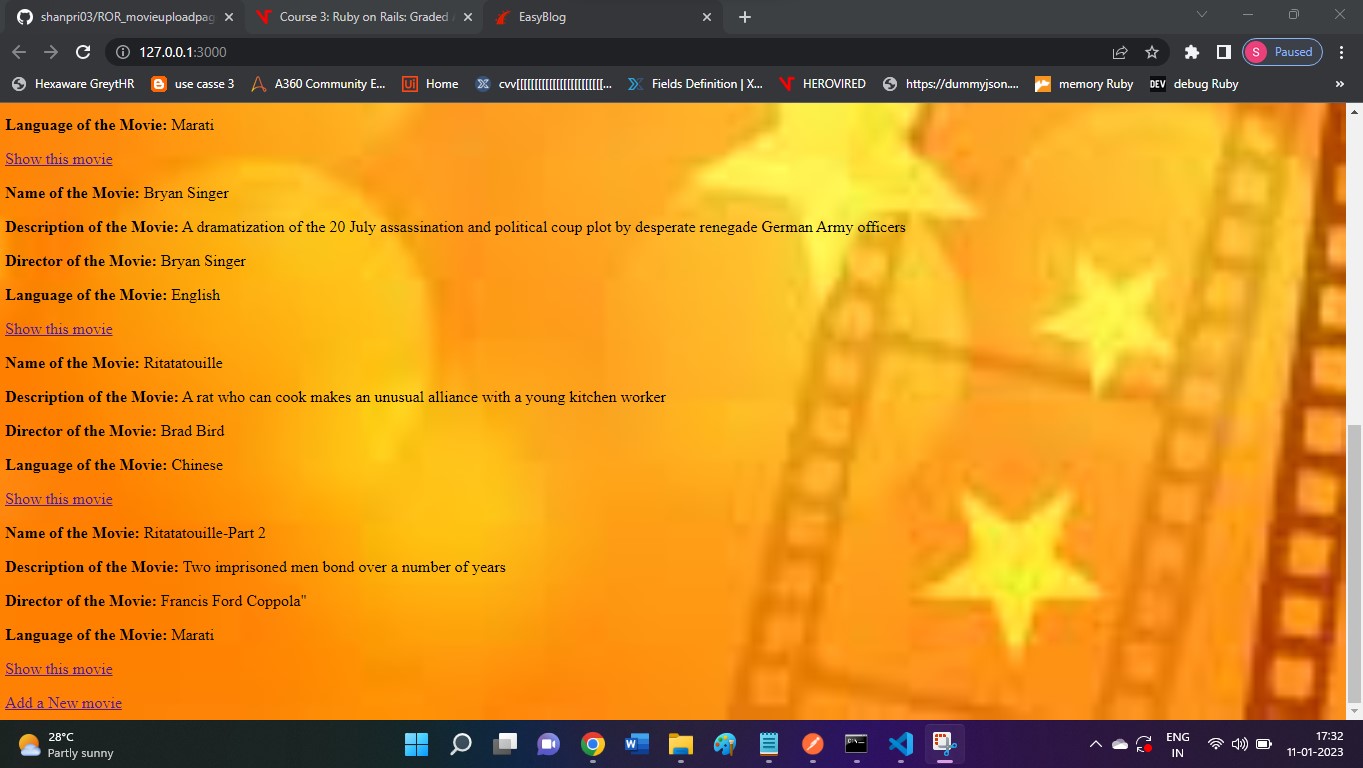 shanpri03/ROR_movieuploadpag
Course 3: Ruby on Rails: Graded
EasyBlog
127.0.0.1:3000
S Paused
Hexaware GreytHR
use casse 3
A360 Community E...
Ui Home
cvv[[[[[[[[[[[[[[[[[[[[[[[[...
Fields Definition | X...
HEROVIRED
https://dummyjson....
memory Ruby
DEV debug Ruby
»
Language of the Movie: Marati
Show this movie
Name of the Movie: Bryan Singer
Description of the Movie: A dramatization of the 20 July assassination and political coup plot by desperate renegade German Army officers
Director of the Movie: Bryan Singer
Language of the Movie: English
Show this movie
Name of the Movie: Ritatatouille
Description of the Movie: A rat who can cook makes an unusual alliance with a young kitchen worker
Director of the Movie: Brad Bird
Language of the Movie: Chinese
Show this movie
Name of the Movie: Ritatatouille-Part 2
Description of the Movie: Two imprisoned men bond over a number of years
Director of the Movie: Francis Ford Coppola"
Language of the Movie: Marati
Show this movie
Add a New movie
28°C
Partly sunny
ENG
IN
17:32
11-01-2023